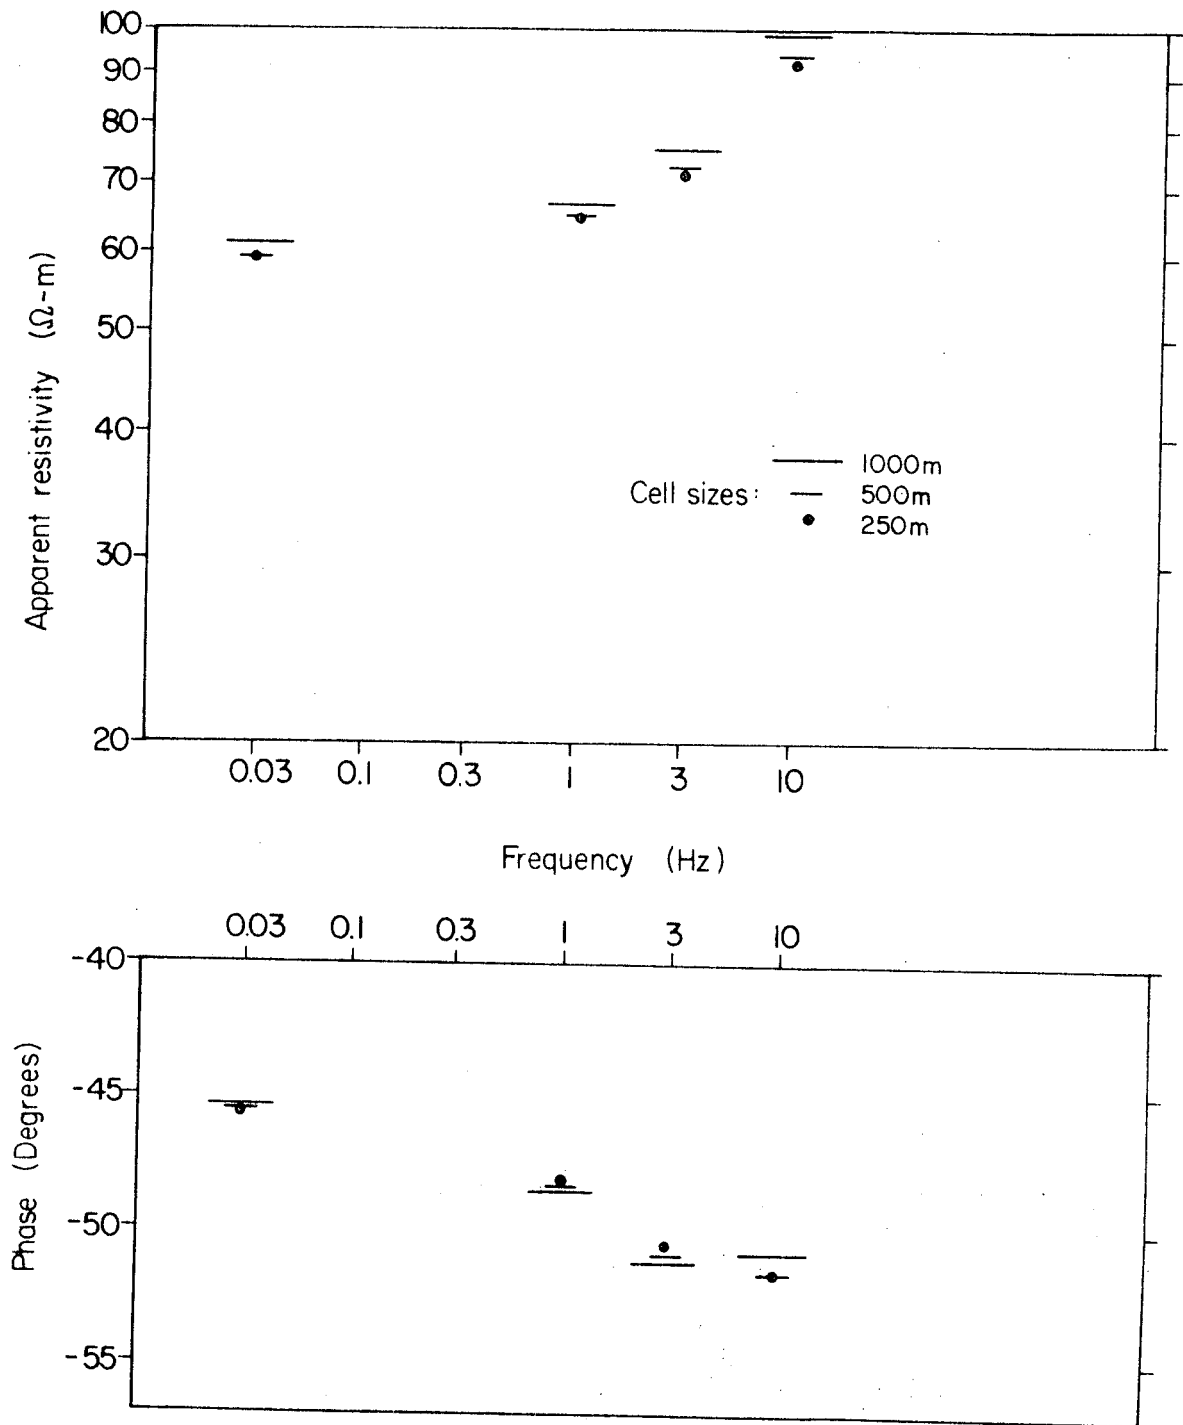 100
90
80
70
60
50
40
30
20
Apparent resistivity (Ω-m)
Cell sizes:
1000m
500m
250m
0.03 0.1 0.3 1 3 10
Frequency (Hz)
0.03 0.1 0.3 1 3 10
-40
-45
-50
-55
Phase (Degrees)